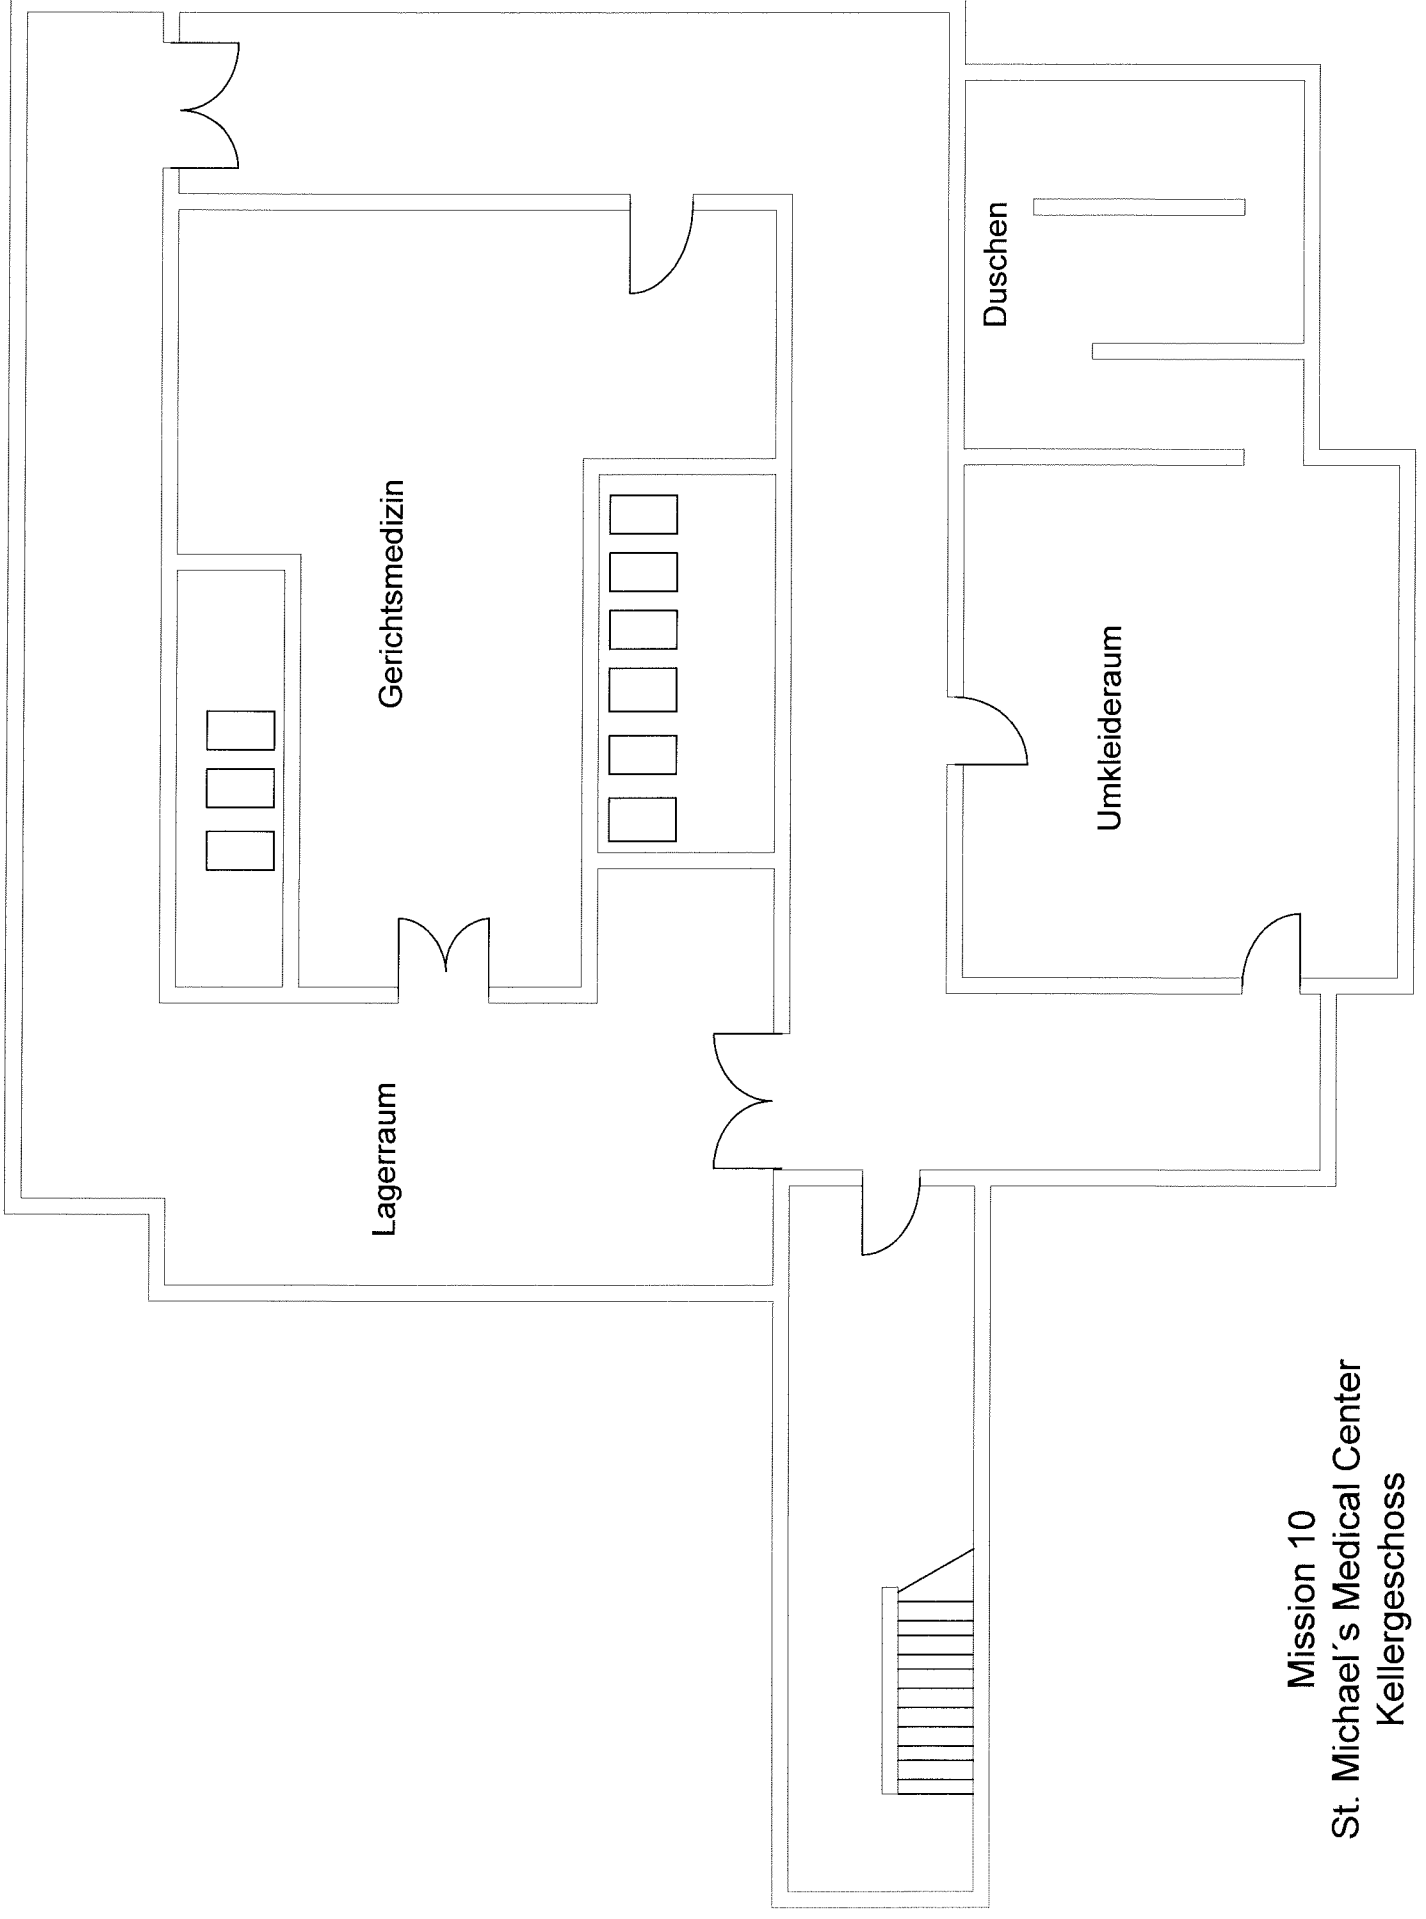 Gerichtsmedizin
Duschen
Lagerraum
Umkleideraum
Mission 10
St. Michael´s Medical Center
Kellergeschoss